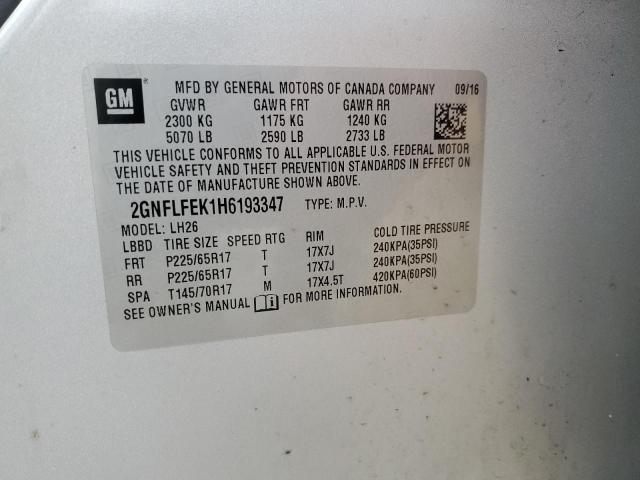 GM
MFD BY GENERAL MOTORS OF CANADA COMPANY 09/16
GVWR GAWR FRT GAWR RR
2300 KG 1175 KG 1240 KG
5070 LB 2590 LB 2733 LB
THIS VEHICLE CONFORMS TO ALL APPLICABLE U.S. FEDERAL MOTOR
VEHICLE SAFETY AND THEFT PREVENTION STANDARDS IN EFFECT ON
THE DATE OF MANUFACTURE SHOWN ABOVE.
2GNFLFEK1H6193347 TYPE: M.P.V.
MODEL: LH26
LBBD TIRE SIZE SPEED RTG RIM COLD TIRE PRESSURE
FRT P225/65R17 T 17X7J 240KPA(35PSI)
RR P225/65R17 T 17X7J 240KPA(35PSI)
SPA T145/70R17 M 17X4.5T 420KPA(60PSI)
SEE OWNER'S MANUAL i FOR MORE INFORMATION.